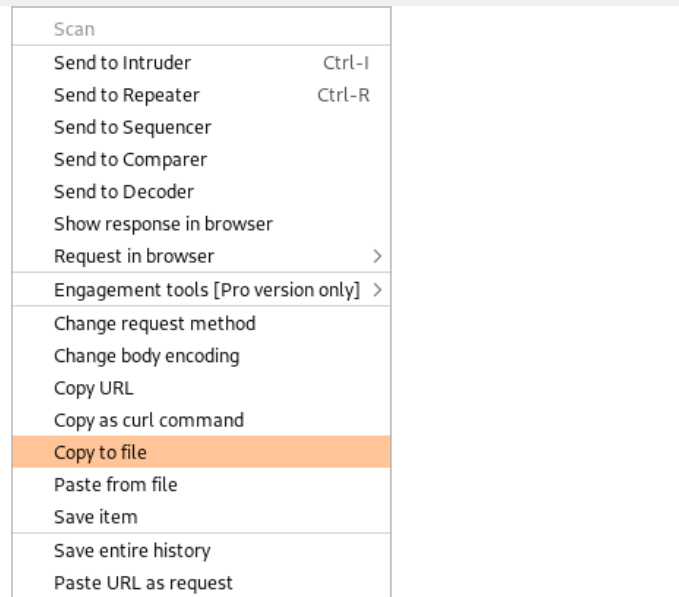 Scan
Send to Intruder Ctrl-I
Send to Repeater Ctrl-R
Send to Sequencer
Send to Comparer
Send to Decoder
Show response in browser
Request in browser
Engagement tools [Pro version only]
Change request method
Change body encoding
Copy URL
Copy as curl command
Copy to file
Paste from file
Save item
Save entire history
Paste URL as request